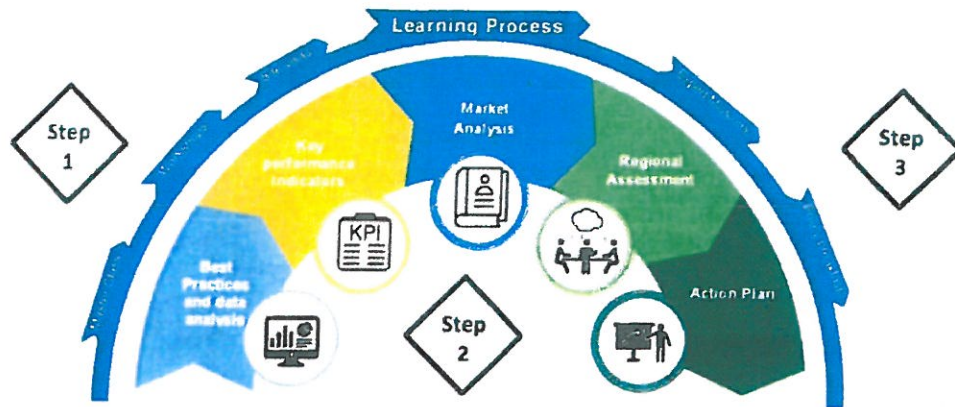 Learning Process
Step
1
Key
performance
indicators
Market
Analysis
Regional
Assessment
Step
3
Best
Practices
and data
analysis
KPI
Step
2
Action Plan